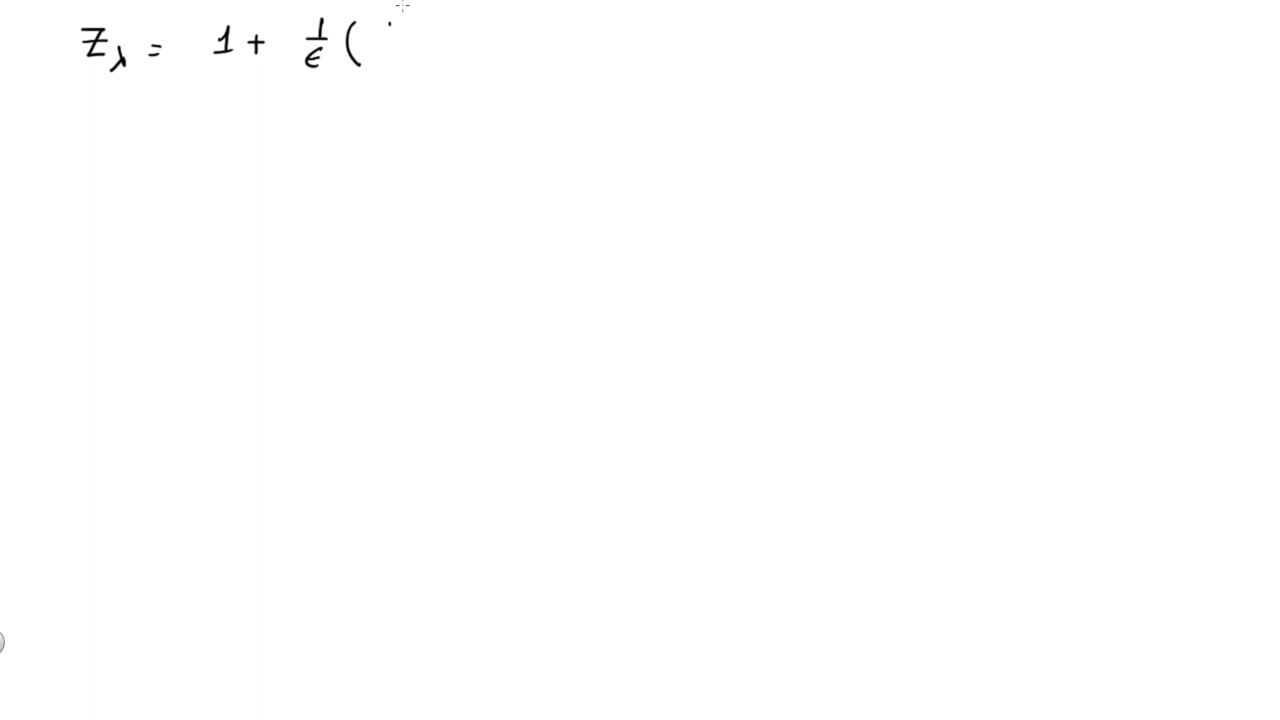 Z_λ = 1 + 1/ϵ (